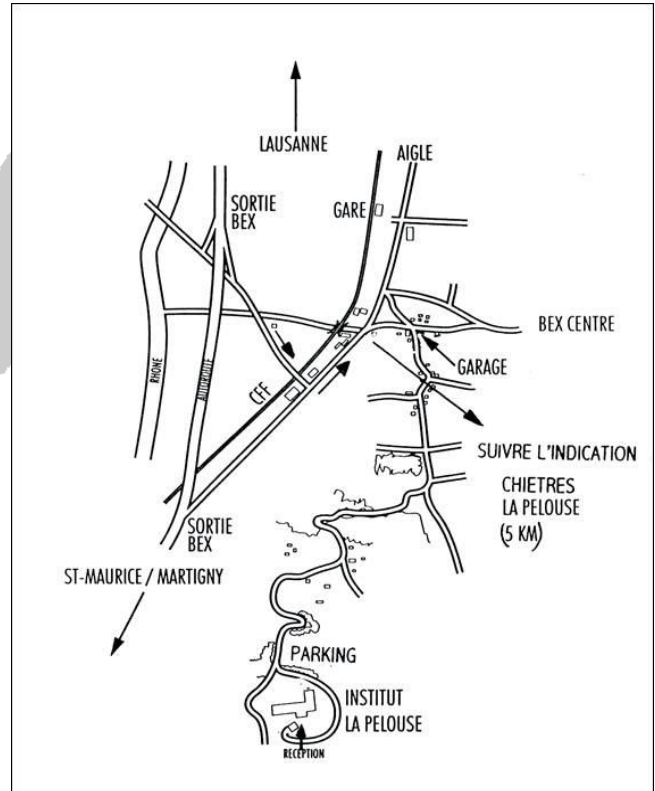 LAUSANNE
AIGLE
SORTIE
BEX
GARE
BEX CENTRE
GARAGE
RHONE
AUTOROUTE
CFF
SUIVRE L'INDICATION
CHIETRES
LA PELOUSE
(5 KM)
SORTIE
BEX
ST-MAURICE / MARTIGNY
PARKING
INSTITUT
LA PELOUSE
RECEPTION